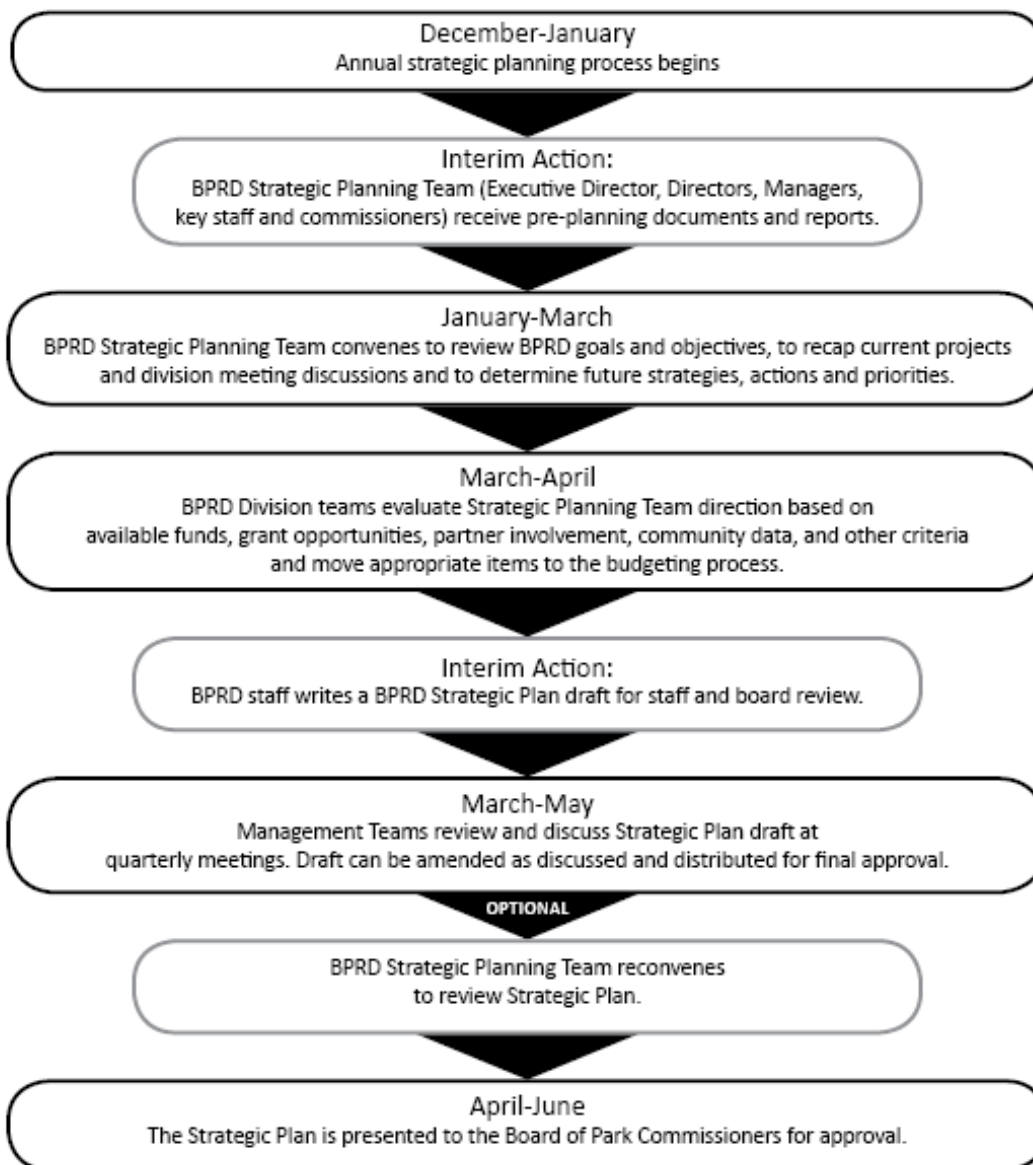 December-January
Annual strategic planning process begins
Interim Action:
BPRD Strategic Planning Team (Executive Director, Directors, Managers,
key staff and commissioners) receive pre-planning documents and reports.
January-March
BPRD Strategic Planning Team convenes to review BPRD goals and objectives, to recap current projects
and division meeting discussions and to determine future strategies, actions and priorities.
March-April
BPRD Division teams evaluate Strategic Planning Team direction based on
available funds, grant opportunities, partner involvement, community data, and other criteria
and move appropriate items to the budgeting process.
Interim Action:
BPRD staff writes a BPRD Strategic Plan draft for staff and board review.
March-May
Management Teams review and discuss Strategic Plan draft at
quarterly meetings. Draft can be amended as discussed and distributed for final approval.
OPTIONAL
BPRD Strategic Planning Team reconvenes
to review Strategic Plan.
April-June
The Strategic Plan is presented to the Board of Park Commissioners for approval.